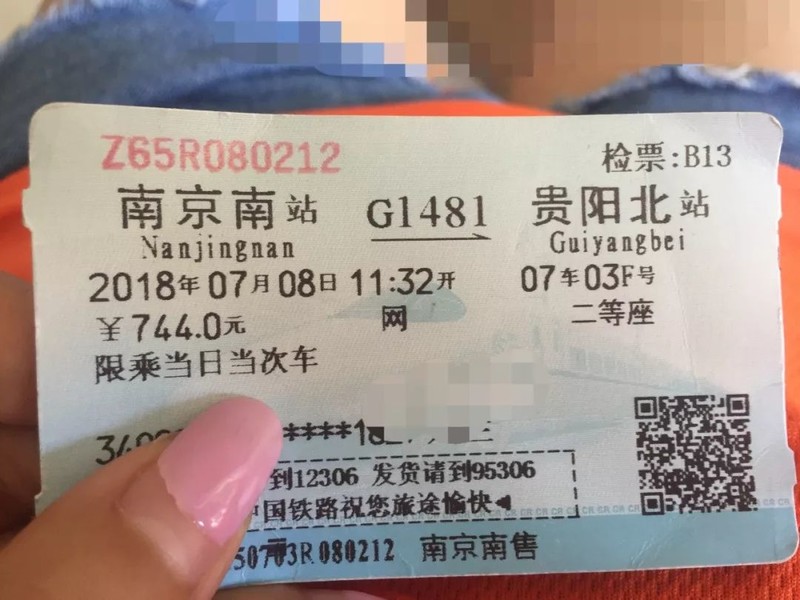 Z65R080212 检票:B13
南京南站 G1481 贵阳北站
Nanjingnan Guiyangbei
2018年07月08日 11:32开 07车03F号
￥744.0元 网 二等座
限乘当日当次车
****18
到12306 发货请到95306
中国铁路祝您旅途愉快
0703R080212 南京南售